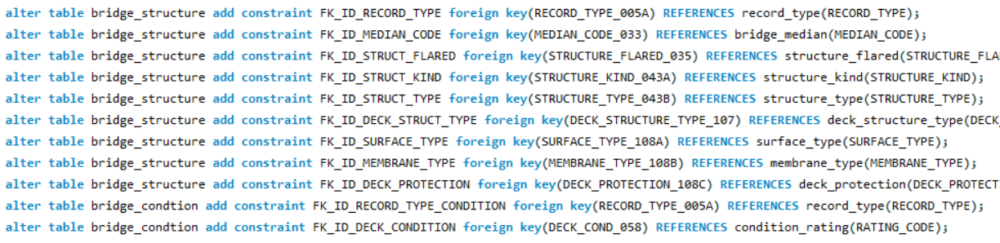 alter table bridge_structure add constraint FK_ID_RECORD_TYPE foreign key(RECORD_TYPE_005A) REFERENCES record_type(RECORD_TYPE);
alter table bridge_structure add constraint FK_ID_MEDIAN_CODE foreign key(MEDIAN_CODE_033) REFERENCES bridge_median(MEDIAN_CODE);
alter table bridge_structure add constraint FK_ID_STRUCT_FLARED foreign key(STRUCTURE_FLARED_035) REFERENCES structure_flared(STRUCTURE_FLA
alter table bridge_structure add constraint FK_ID_STRUCT_KIND foreign key(STRUCTURE_KIND_043A) REFERENCES structure_kind(STRUCTURE_KIND);
alter table bridge_structure add constraint FK_ID_STRUCT_TYPE foreign key(STRUCTURE_TYPE_043B) REFERENCES structure_type(STRUCTURE_TYPE);
alter table bridge_structure add constraint FK_ID_DECK_STRUCT_TYPE foreign key(DECK_STRUCTURE_TYPE_107) REFERENCES deck_structure_type(DECK_
alter table bridge_structure add constraint FK_ID_SURFACE_TYPE foreign key(SURFACE_TYPE_108A) REFERENCES surface_type(SURFACE_TYPE);
alter table bridge_structure add constraint FK_ID_MEMBRANE_TYPE foreign key(MEMBRANE_TYPE_108B) REFERENCES membrane_type(MEMBRANE_TYPE);
alter table bridge_structure add constraint FK_ID_DECK_PROTECTION foreign key(DECK_PROTECTION_108C) REFERENCES deck_protection(DECK_PROTECT
alter table bridge_condtion add constraint FK_ID_RECORD_TYPE_CONDITION foreign key(RECORD_TYPE_005A) REFERENCES record_type(RECORD_TYPE);
alter table bridge_condtion add constraint FK_ID_DECK_CONDITION foreign key(DECK_COND_058) REFERENCES condition_rating(RATING_CODE);